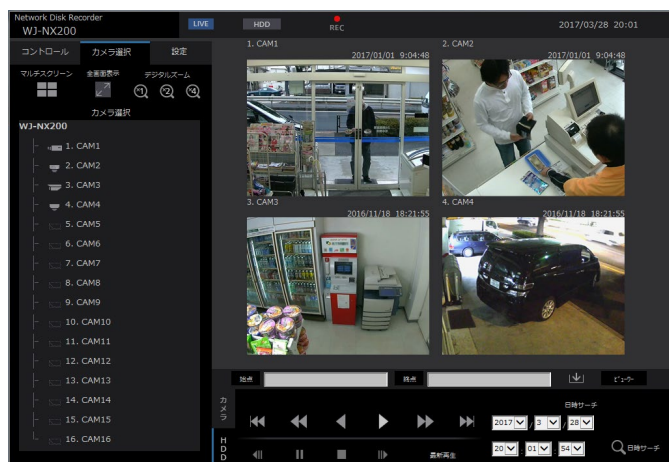 Network Disk Recorder
WJ-NX200
LIVE
HDD
REC
2017/03/28 20:01
コントロール
カメラ選択
設定
マルチスクリーン
全画面表示
デジタルズーム
×1
×2
×4
カメラ選択
WJ-NX200
1. CAM1
2. CAM2
3. CAM3
4. CAM4
5. CAM5
6. CAM6
7. CAM7
8. CAM8
9. CAM9
10. CAM10
11. CAM11
12. CAM12
13. CAM13
14. CAM14
15. CAM15
16. CAM16
1. CAM1
2017/01/01 9:04:48
2. CAM2
2017/01/01 9:04:48
3. CAM3
2016/11/18 18:21:55
4. CAM4
2016/11/18 18:21:55
始点
終点
ビューワー
カメラ
HDD
最新再生
日時サーチ
2017 / 3 / 28
20 : 01 : 54
日時サーチ